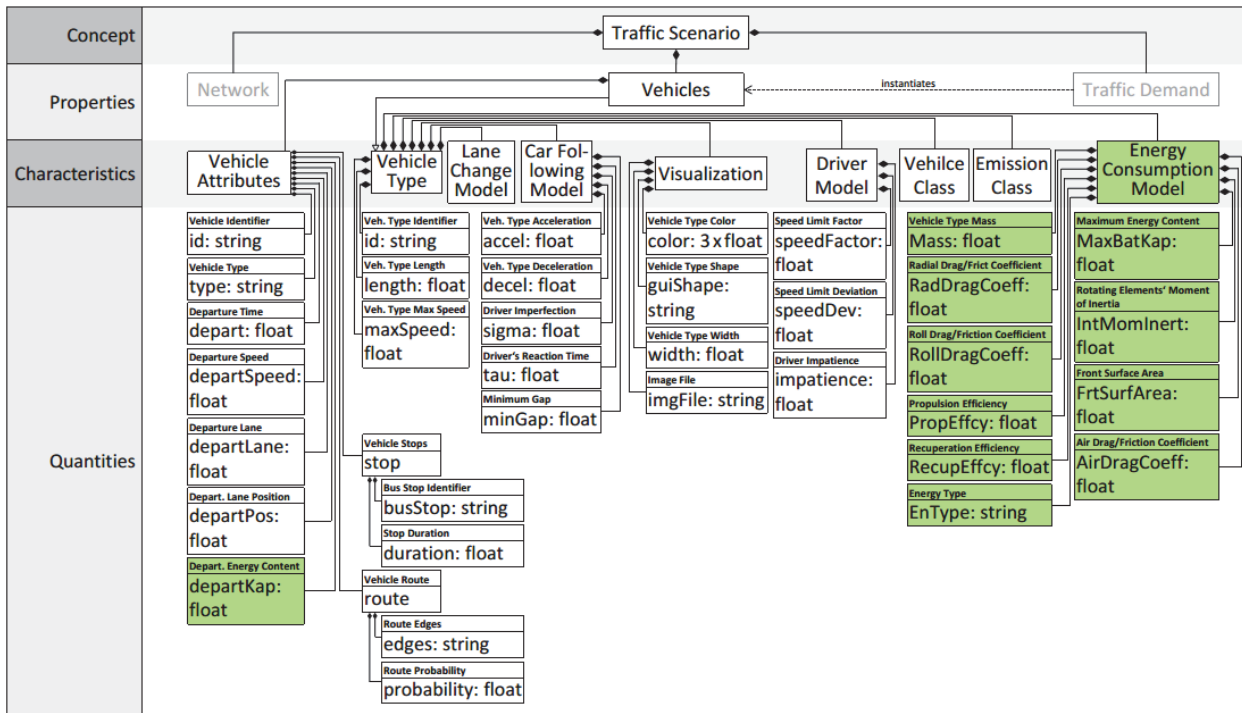 Concept
Traffic Scenario
Properties
Network
Vehicles
instantiates
Traffic Demand
Characteristics
Vehicle
Attributes
Vehicle
Type
Lane
Change
Model
Car Fol-
lowing
Model
Visualization
Driver
Model
Vehilce
Class
Emission
Class
Energy
Consumption
Model
Quantities
Vehicle Identifier
id: string
Vehicle Type
type: string
Departure Time
depart: float
Departure Speed
departSpeed:
float
Departure Lane
departLane:
float
Depart. Lane Position
departPos:
float
Depart. Energy Content
departKap:
float
Veh. Type Identifier
id: string
Veh. Type Length
length: float
Veh. Type Max Speed
maxSpeed:
float
Vehicle Stops
stop
Bus Stop Identifier
busStop: string
Stop Duration
duration: float
Vehicle Route
route
Route Edges
edges: string
Route Probability
probability: float
Veh. Type Acceleration
accel: float
Veh. Type Deceleration
decel: float
Driver Imperfection
sigma: float
Driver's Reaction Time
tau: float
Minimum Gap
minGap: float
Vehicle Type Color
color: 3 x float
Vehicle Type Shape
guiShape:
string
Vehicle Type Width
width: float
Image File
imgFile: string
Speed Limit Factor
speedFactor:
float
Speed Limit Deviation
speedDev:
float
Driver Impatience
impatience:
float
Vehicle Type Mass
Mass: float
Radial Drag/Frict Coefficient
RadDragCoeff:
float
Roll Drag/Friction Coefficient
RollDragCoeff:
float
Propulsion Efficiency
PropEffcy: float
Recuperation Efficiency
RecupEffcy: float
Energy Type
EnType: string
Maximum Energy Content
MaxBatKap:
float
Rotating Elements' Moment
of Inertia
IntMomInert:
float
Front Surface Area
FrtSurfArea:
float
Air Drag/Friction Coefficient
AirDragCoeff:
float